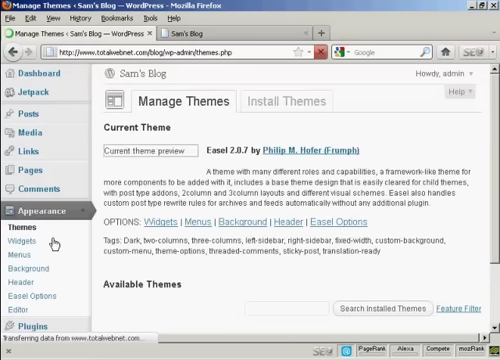 Manage Themes ‹ Sam's Blog — WordPress - Mozilla Firefox
File Edit View History Bookmarks Tools Help
Manage Themes ‹ Sam's Blog — WordPress
Sam's Blog
http://www.totalwebnet.com/blog/wp-admin/themes.php
Google
SEO
Dashboard
Jetpack
Posts
Media
Links
Pages
Comments
Appearance
Themes
Widgets
Menus
Background
Header
Easel Options
Editor
Plugins
Sam's Blog
Howdy, admin
Help
Manage Themes
Install Themes
Current Theme
Current theme preview
Easel 2.0.7 by Philip M. Hofer (Frumph)
A theme with many different roles and capabilities, a framework-like theme for
more components to be added with it, includes a base theme design that is easily cleared for child themes,
with post type addons, 2column and 3column layouts and different visual schemes. Easel also handles
custom post type rewrite rules for archives and feeds automatically without any additional plugin.
OPTIONS: Widgets | Menus | Background | Header | Easel Options
Tags: Dark, two-columns, three-columns, left-sidebar, right-sidebar, fixed-width, custom-background,
custom-menu, theme-options, threaded-comments, sticky-post, translation-ready
Available Themes
Search Installed Themes
Feature Filter
Transferring data from www.totalwebnet.com...
SEO
PageRank
Alexa
Compete
mozRank